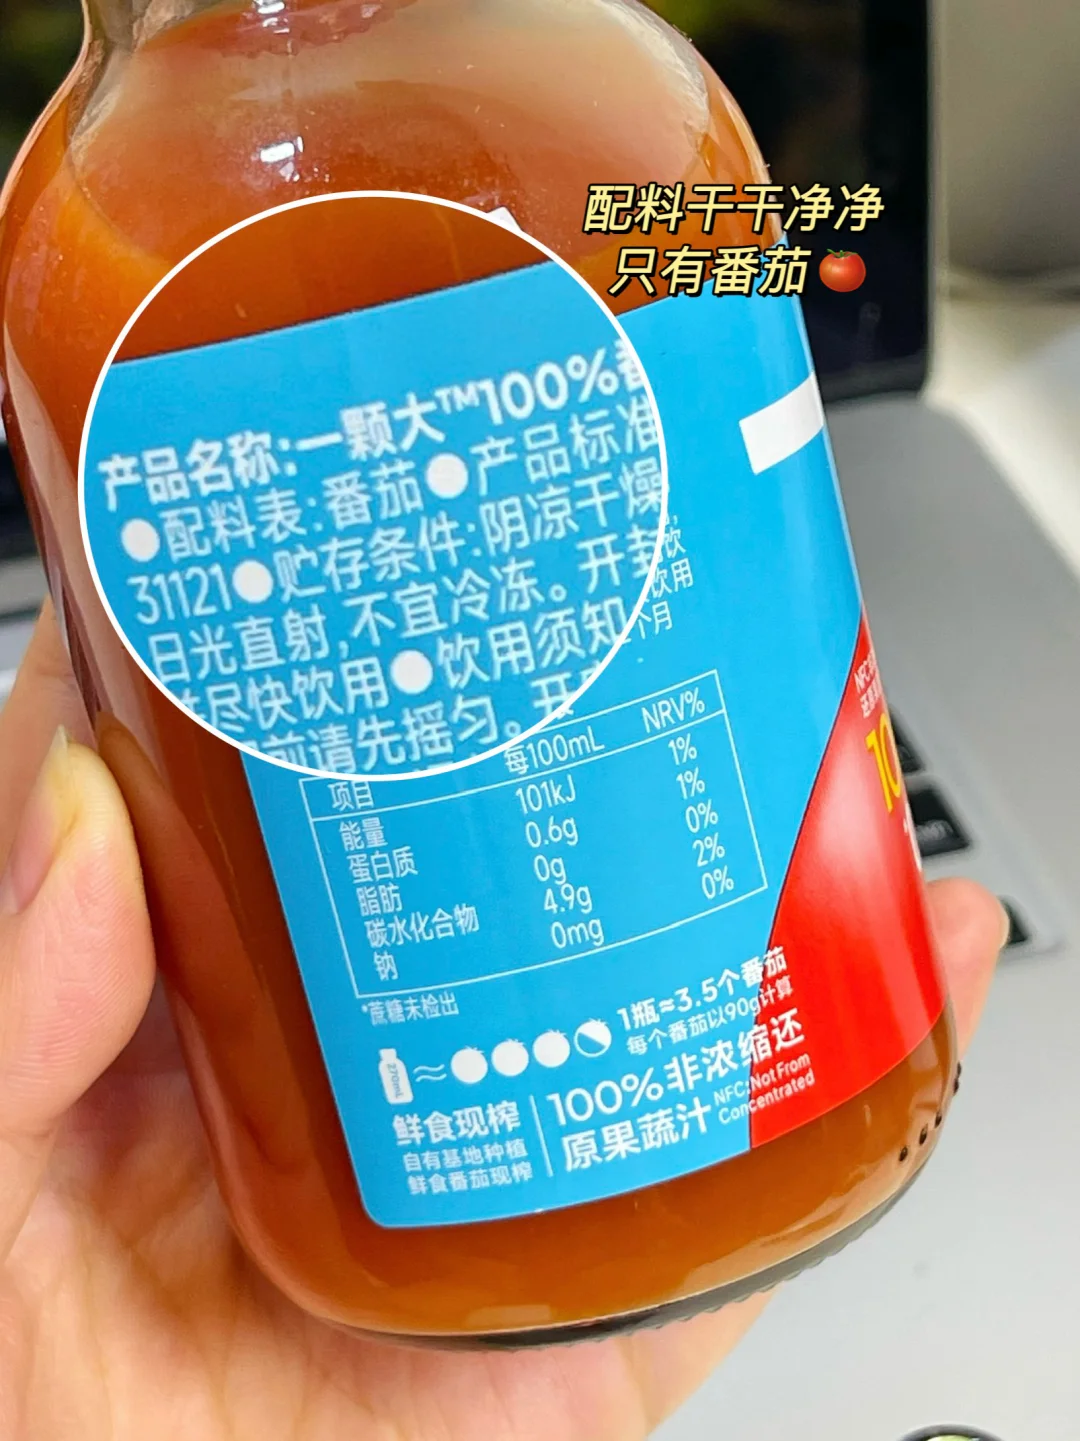 配料干干净净
只有番茄
产品名称:一颗大™100%
●配料表:番茄●产品标准
31121●贮存条件:阴凉干燥
日光直射,不宜冷冻。开封
尽快饮用●饮用须知
前请先摇匀。开
饮
饮用
个月
项目 每100mL NRV%
能量 101kJ 1%
蛋白质 0.6g 1%
脂肪 0g 0%
碳水化合物 4.9g 2%
钠 0mg 0%
*蔗糖未检出
270mL
≈
1瓶≈3.5个番茄
每个番茄以90g计算
鲜食现榨
自有基地种植
鲜食番茄现榨
100%非浓缩还
原果蔬汁
NFC:Not From
Concentrated
10